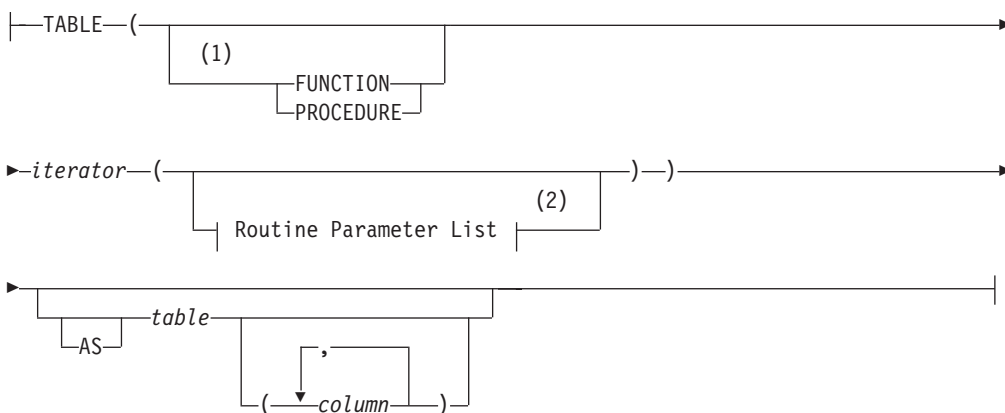 TABLE (
(1)
FUNCTION
PROCEDURE
iterator ( ) )
(2)
Routine Parameter List
table
AS
,
( column )